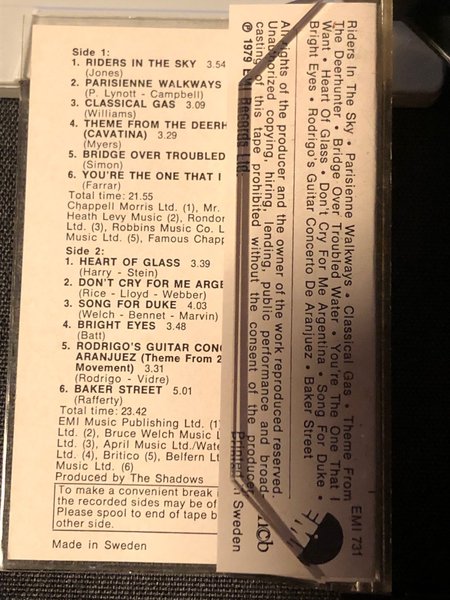 Side 1:
1. RIDERS IN THE SKY 3.54
(Jones)
2. PARISIENNE WALKWAYS
(P. Lynott - Campbell)
3. CLASSICAL GAS 3.09
(Williams)
4. THEME FROM THE DEERH
(CAVATINA) 3.29
(Myers)
5. BRIDGE OVER TROUBLED
(Simon)
6. YOU'RE THE ONE THAT I
(Farrar)
Total time: 21.55
Chappell Morris Ltd. (1), Mr.
Heath Levy Music (2), Rondor
Ltd. (3), Robbins Music Co. L
Music Ltd. (5), Famous Chapp
Side 2:
1. HEART OF GLASS 3.39
(Harry - Stein)
2. DON'T CRY FOR ME ARGE
(Rice - Lloyd - Webber)
3. SONG FOR DUKE 4.03
(Welch - Bennet - Marvin)
4. BRIGHT EYES 3.48
(Batt)
5. RODRIGO'S GUITAR CONC
ARANJUEZ (Theme From 2
Movement) 3.31
(Rodrigo - Vidre)
6. BAKER STREET 5.01
(Rafferty)
Total time: 23.42
EMI Music Publishing Ltd. (1)
Ltd. (2), Bruce Welch Music L
Ltd. (3), April Music Ltd./Wate
Ltd. (4), Britico (5), Belfern Lt
Music Ltd. (6)
Produced by The Shadows
To make a convenient break i
the recorded sides may be of
Please spool to end of tape b
other side.
Made in Sweden
Riders In The Sky • Parisienne Walkways • Classical Gas • Theme From
The Deerhunter • Bridge Over Troubled Water • You're The One That I
Want • Heart Of Glass • Don't Cry For Me Argentina • Song For Duke •
Bright Eyes • Rodrigo's Guitar Concerto De Aranjuez • Baker Street
EMI 731
All rights of the producer and the owner of the work reproduced reserved.
Unauthorized copying, hiring, lending, public performance and broad-
casting of this tape prohibited without the consent of the producer.
℗ 1979 EMI Records Ltd.
ncb
Printed in Sweden
EMI